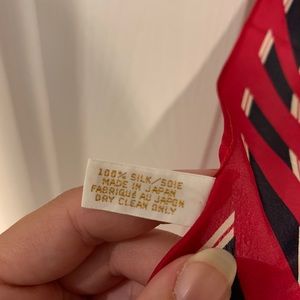 100% SILK/SOIE
MADE IN JAPAN
FABRIQUÉ AU JAPON
DRY CLEAN ONLY